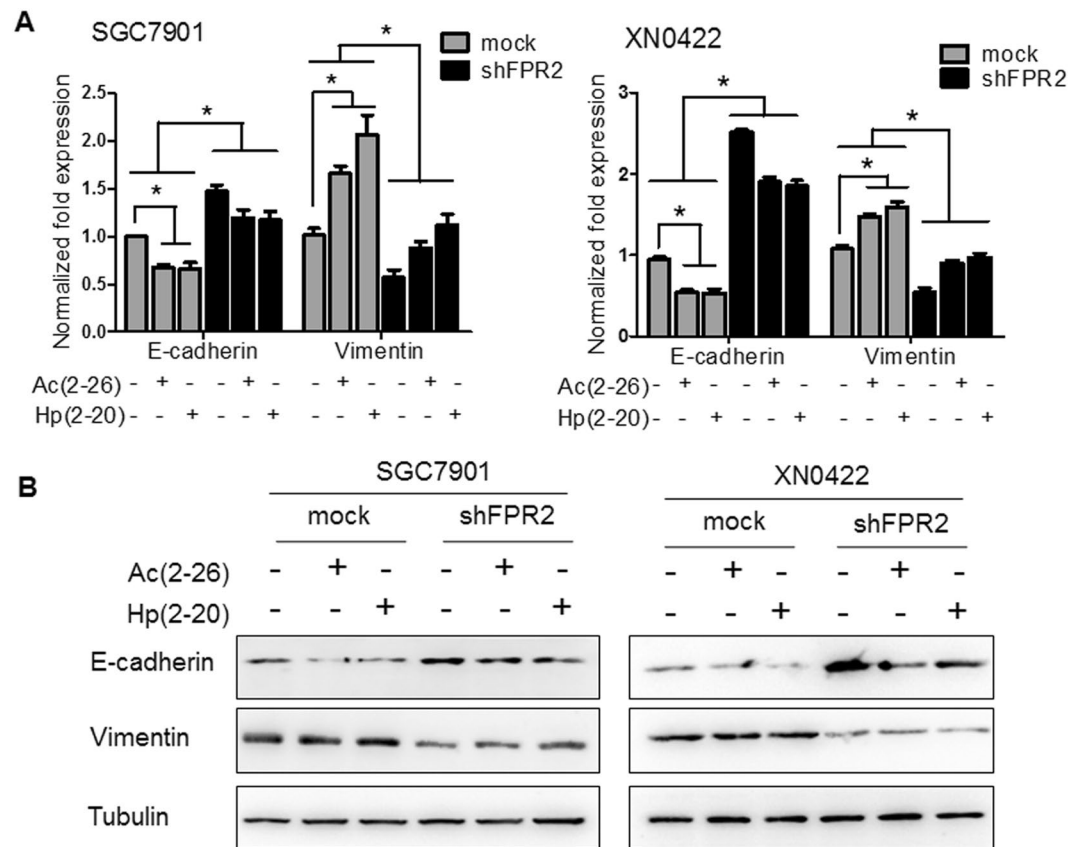 A
SGC7901
mock
shFPR2
Normalized fold expression
2.5
2.0
1.5
1.0
0.5
0.0
*
*
*
*
E-cadherin Vimentin
Ac(2-26) - + - - + - - + - - + -
Hp(2-20) - - + - - + - - + - - +
XN0422
mock
shFPR2
Normalized fold expression
3
2
1
0
*
*
*
*
E-cadherin Vimentin
Ac(2-26) - + - - + - - + - - + -
Hp(2-20) - - + - - + - - + - - +
B
SGC7901 XN0422
mock shFPR2 mock shFPR2
Ac(2-26) - + - - + - - + - - + -
Hp(2-20) - - + - - + - - + - - +
E-cadherin
Vimentin
Tubulin